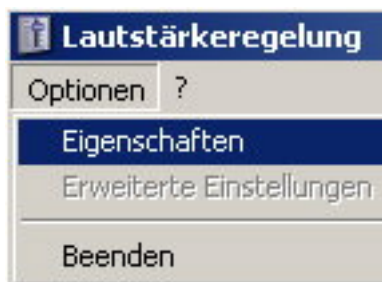 Lautstärkeregelung
Optionen ?
Eigenschaften
Erweiterte Einstellungen
Beenden